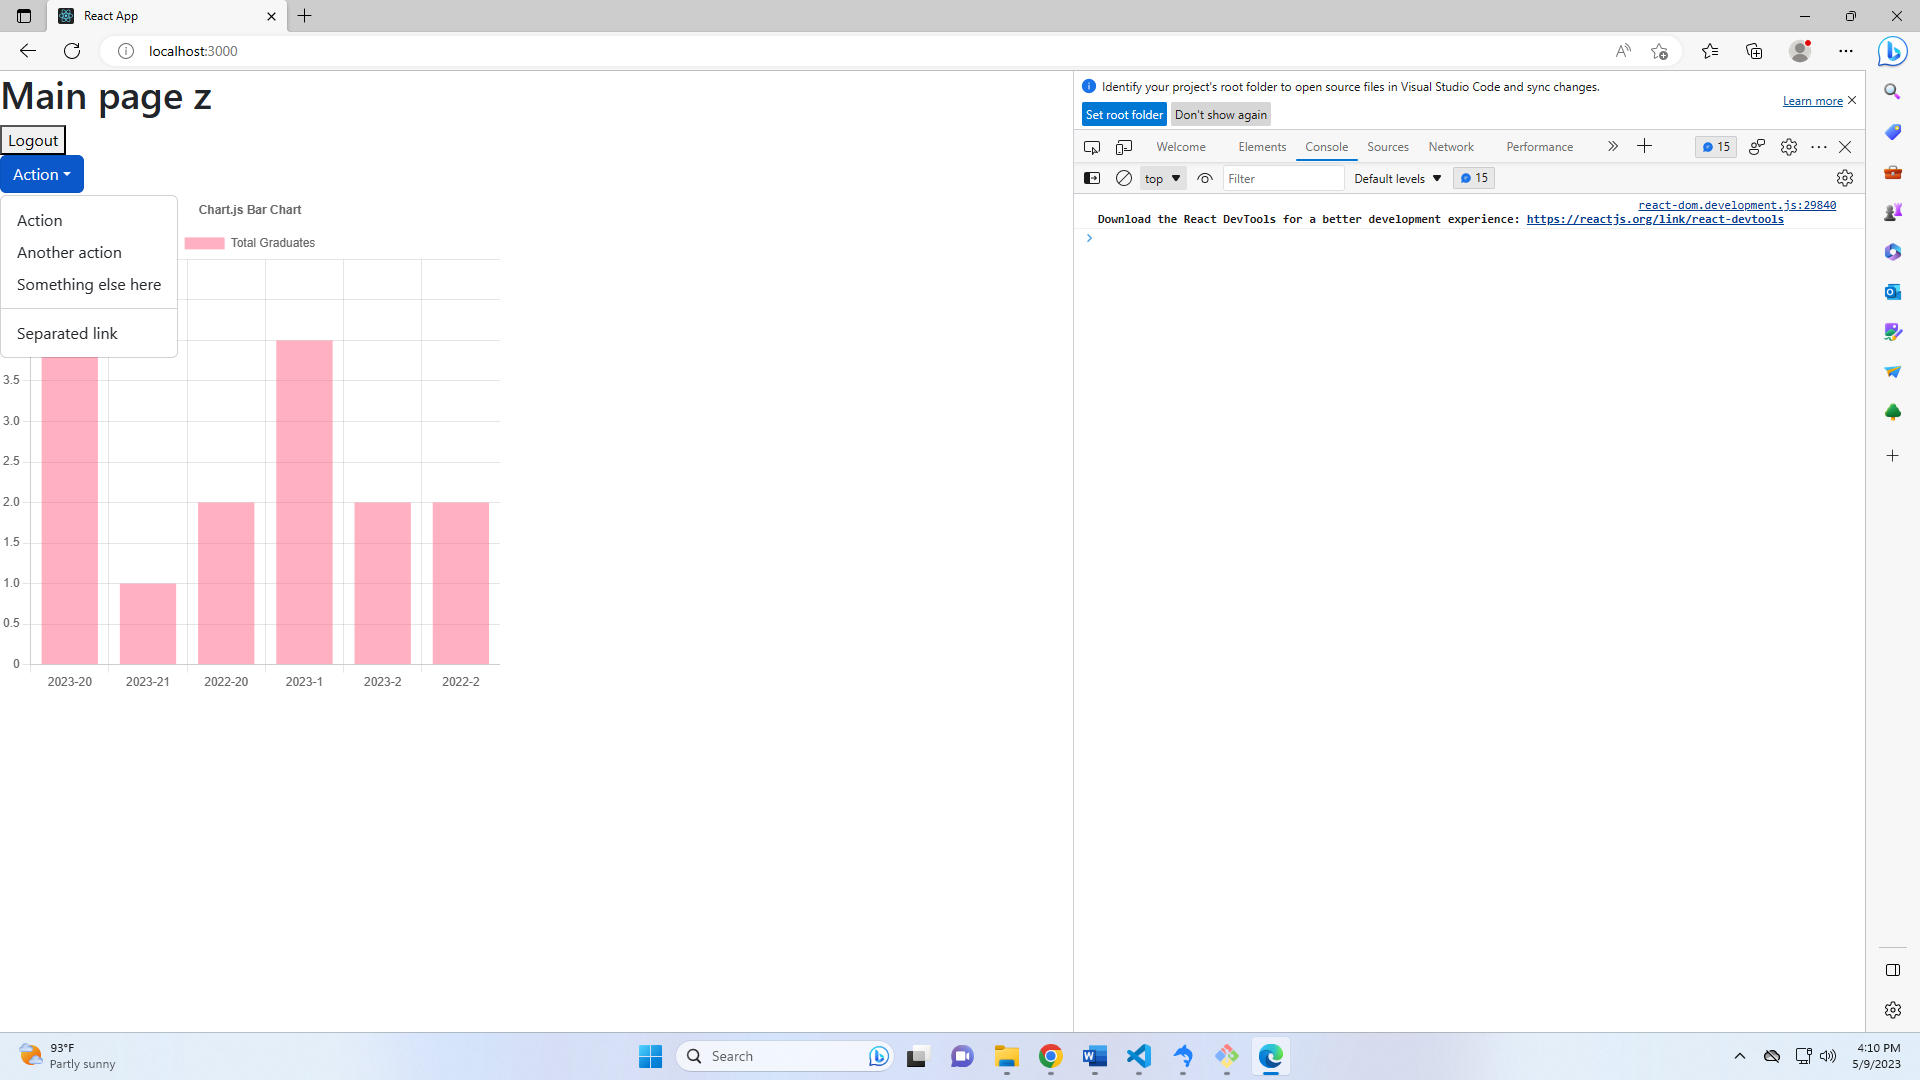 React App
localhost:3000
Main page z
Logout
Action
Action
Another action
Something else here
Separated link
Chart.js Bar Chart
Total Graduates
3.5
3.0
2.5
2.0
1.5
1.0
0.5
0
2023-20 2023-21 2022-20 2023-1 2023-2 2022-2
Identify your project's root folder to open source files in Visual Studio Code and sync changes.
Learn more
Set root folder Don't show again
Welcome Elements Console Sources Network Performance 15
top Filter Default levels 15
react-dom.development.js:29840
Download the React DevTools for a better development experience: https://reactjs.org/link/react-devtools
93°F
Partly sunny
Search
4:10 PM
5/9/2023